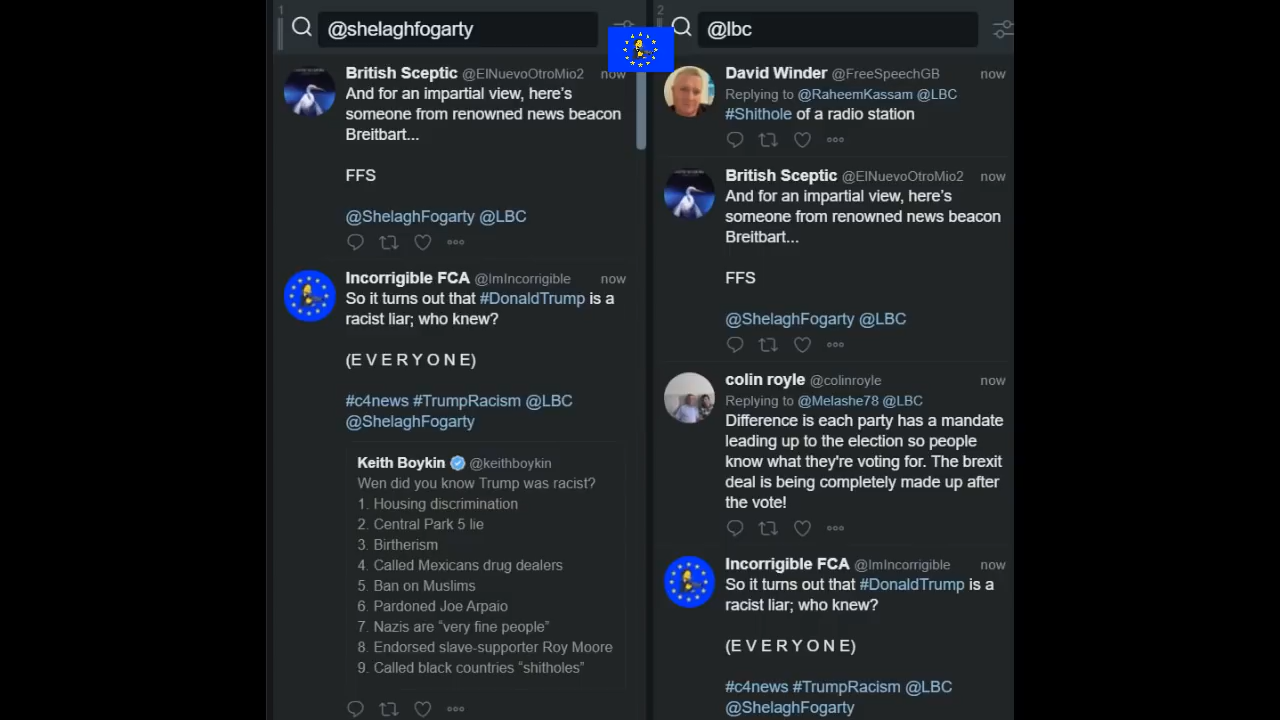 1
@shelaghfogarty
British Sceptic @ElNuevoOtroMio2 now
And for an impartial view, here's
someone from renowned news beacon
Breitbart...
FFS
@ShelaghFogarty @LBC
Incorrigible FCA @ImIncorrigible now
So it turns out that #DonaldTrump is a
racist liar; who knew?
(E V E R Y O N E)
#c4news #TrumpRacism @LBC
@ShelaghFogarty
Keith Boykin @keithboykin
Wen did you know Trump was racist?
1. Housing discrimination
2. Central Park 5 lie
3. Birtherism
4. Called Mexicans drug dealers
5. Ban on Muslims
6. Pardoned Joe Arpaio
7. Nazis are “very fine people”
8. Endorsed slave-supporter Roy Moore
9. Called black countries “shitholes”
2
@lbc
David Winder @FreeSpeechGB now
Replying to @RaheemKassam @LBC
#Shithole of a radio station
British Sceptic @ElNuevoOtroMio2 now
And for an impartial view, here's
someone from renowned news beacon
Breitbart...
FFS
@ShelaghFogarty @LBC
colin royle @colinroyle now
Replying to @Melashe78 @LBC
Difference is each party has a mandate
leading up to the election so people
know what they're voting for. The brexit
deal is being completely made up after
the vote!
Incorrigible FCA @ImIncorrigible now
So it turns out that #DonaldTrump is a
racist liar; who knew?
(E V E R Y O N E)
#c4news #TrumpRacism @LBC
@ShelaghFogarty